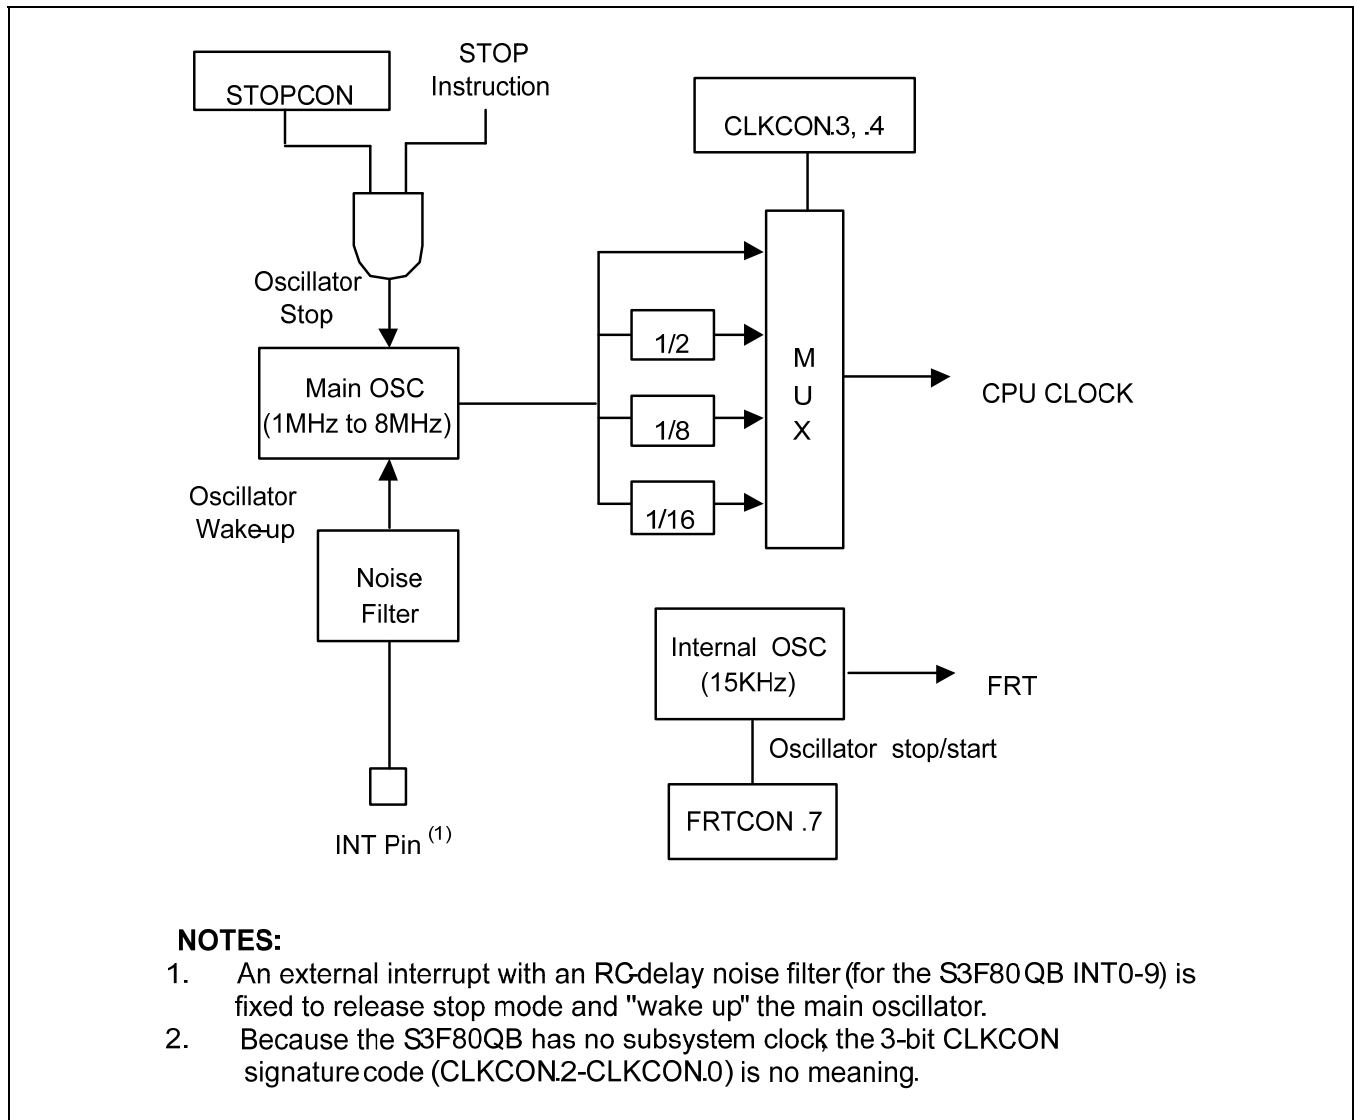 STOPCON
STOP
Instruction
CLKCON.3, .4
Oscillator
Stop
Main OSC
(1MHz to 8MHz)
1/2
1/8
1/16
M
U
X
CPU CLOCK
Oscillator
Wake-up
Noise
Filter
INT Pin (1)
Internal OSC
(15KHz)
FRT
Oscillator stop/start
FRTCON .7
NOTES:
1. An external interrupt with an RC-delay noise filter (for the S3F80QB INT0-9) is
fixed to release stop mode and "wake up" the main oscillator.
2. Because the S3F80QB has no subsystem clock, the 3-bit CLKCON
signature code (CLKCON.2-CLKCON.0) is no meaning.